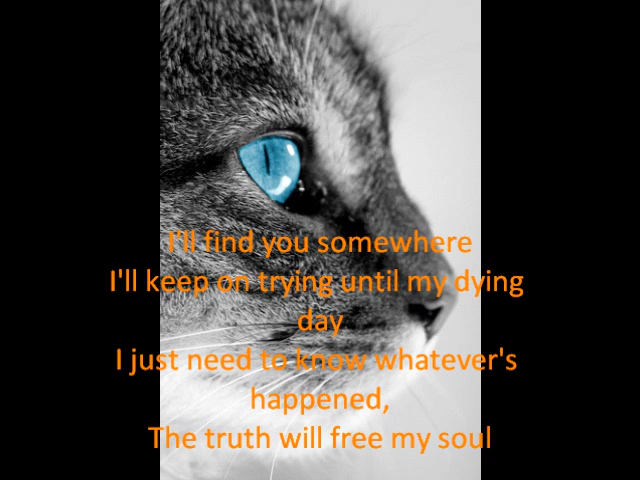 I'll find you somewhere
I'll keep on trying until my dying
day
I just need to know whatever's
happened,
The truth will free my soul